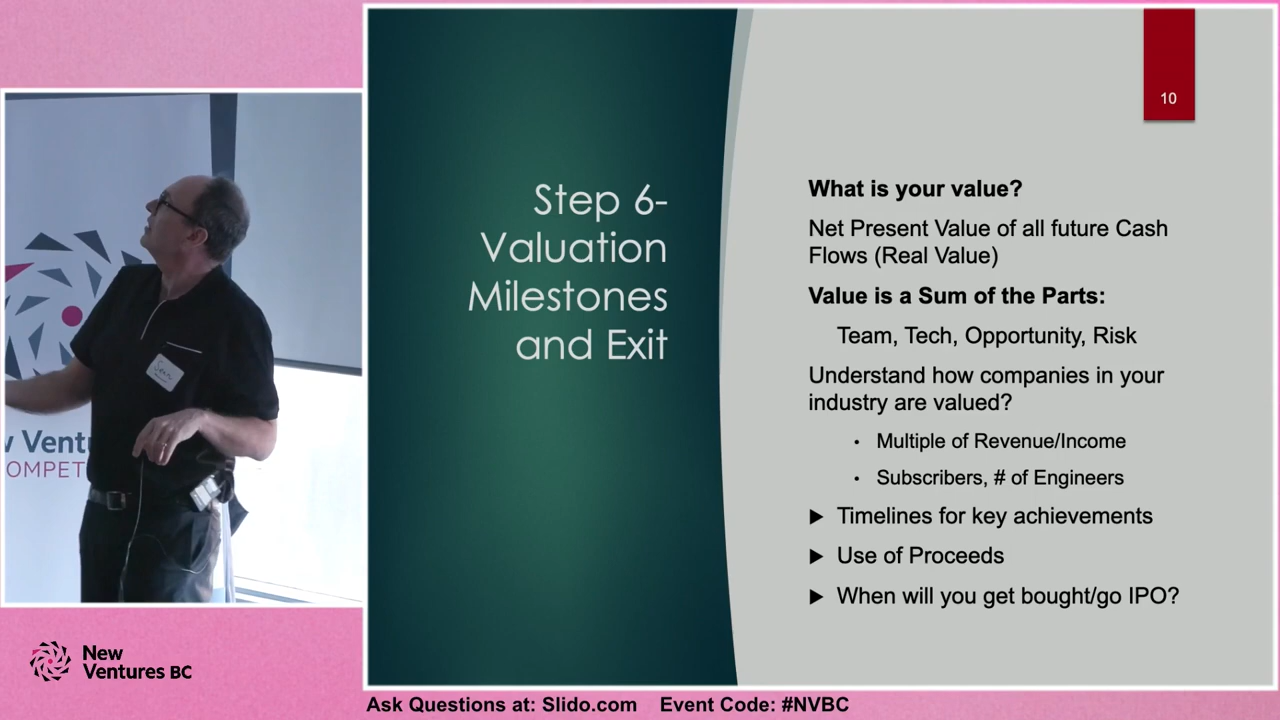 10
Step 6-
Valuation
Milestones
and Exit
What is your value?
Net Present Value of all future Cash
Flows (Real Value)
Value is a Sum of the Parts:
Team, Tech, Opportunity, Risk
Understand how companies in your
industry are valued?
• Multiple of Revenue/Income
• Subscribers, # of Engineers
▶ Timelines for key achievements
▶ Use of Proceeds
▶ When will you get bought/go IPO?
New
Ventures BC
Ask Questions at: Slido.com Event Code: #NVBC